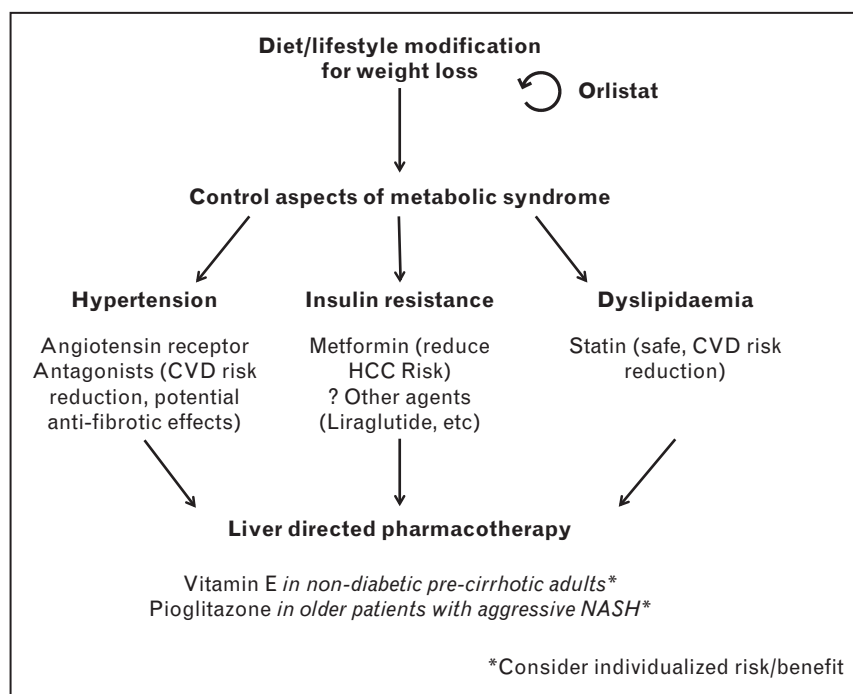 Diet/lifestyle modification
for weight loss
Orlistat
Control aspects of metabolic syndrome
Hypertension
Angiotensin receptor
Antagonists (CVD risk
reduction, potential
anti-fibrotic effects)
Insulin resistance
Metformin (reduce
HCC Risk)
? Other agents
(Liraglutide, etc)
Dyslipidaemia
Statin (safe, CVD risk
reduction)
Liver directed pharmacotherapy
Vitamin E in non-diabetic pre-cirrhotic adults*
Pioglitazone in older patients with aggressive NASH*
*Consider individualized risk/benefit